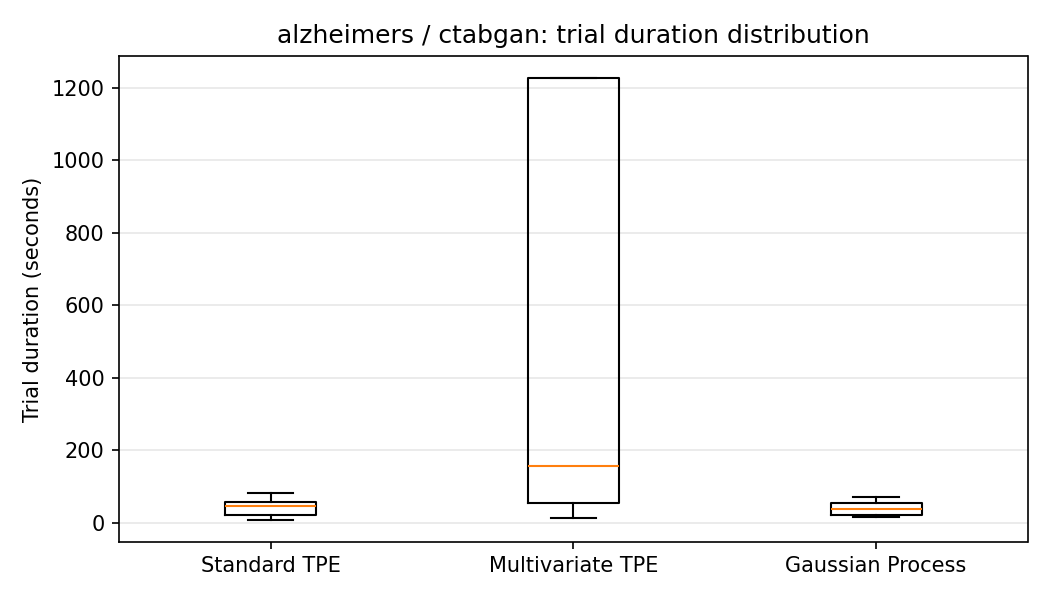 alzheimers / ctabgan: trial duration distribution
Trial duration (seconds)
1200
1000
800
600
400
200
0
Standard TPE
Multivariate TPE
Gaussian Process